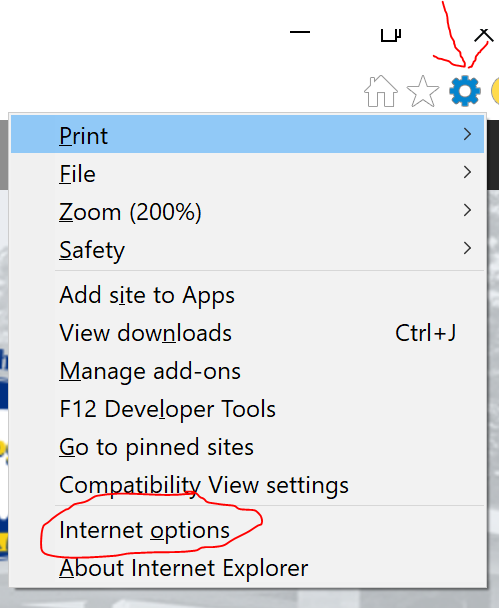 Print
File
Zoom (200%)
Safety
Add site to Apps
View downloads Ctrl+J
Manage add-ons
F12 Developer Tools
Go to pinned sites
Compatibility View settings
Internet options
About Internet Explorer